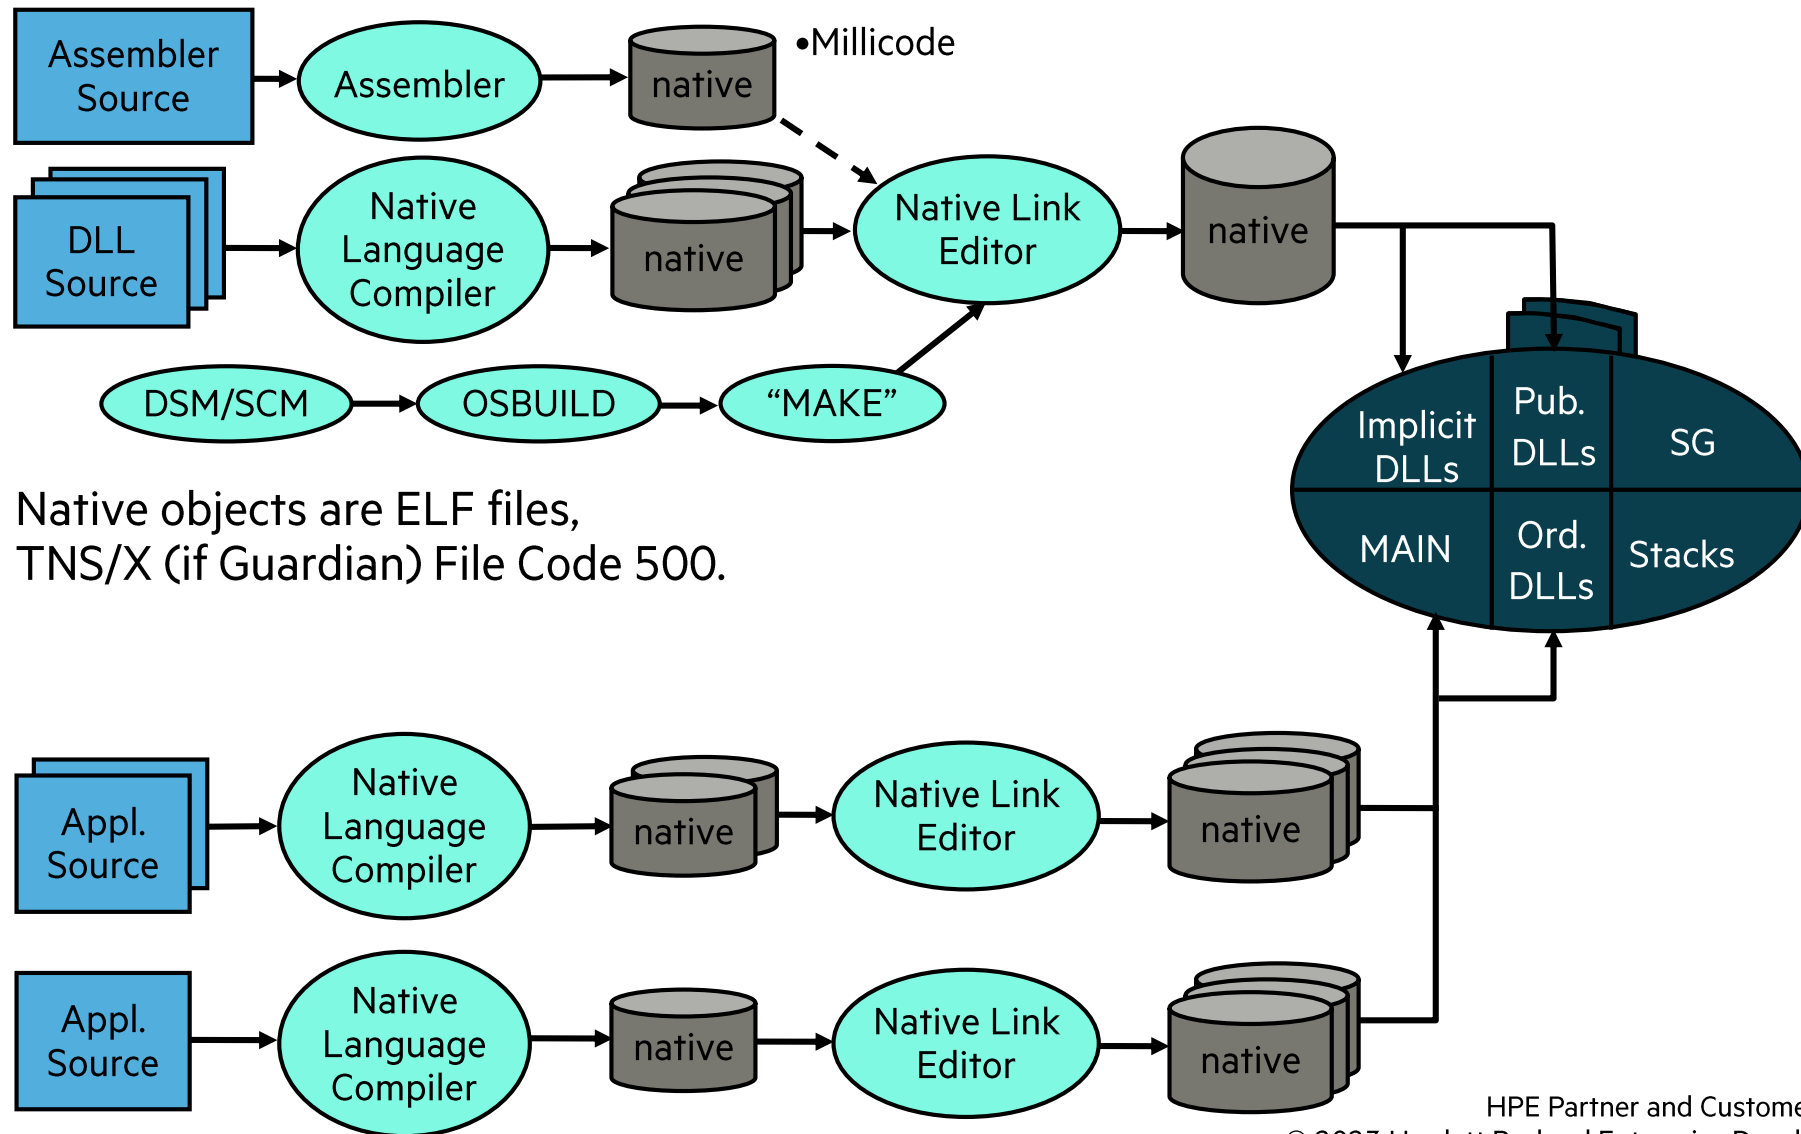 Assembler
Source
Assembler
native
•Millicode
DLL
Source
Native
Language
Compiler
native
Native Link
Editor
native
DSM/SCM
OSBUILD
“MAKE”
Implicit
DLLs
Pub.
DLLs
SG
MAIN
Ord.
DLLs
Stacks
Native objects are ELF files,
TNS/X (if Guardian) File Code 500.
Appl.
Source
Native
Language
Compiler
native
Native Link
Editor
native
Appl.
Source
Native
Language
Compiler
native
Native Link
Editor
native
HPE Partner and Custome